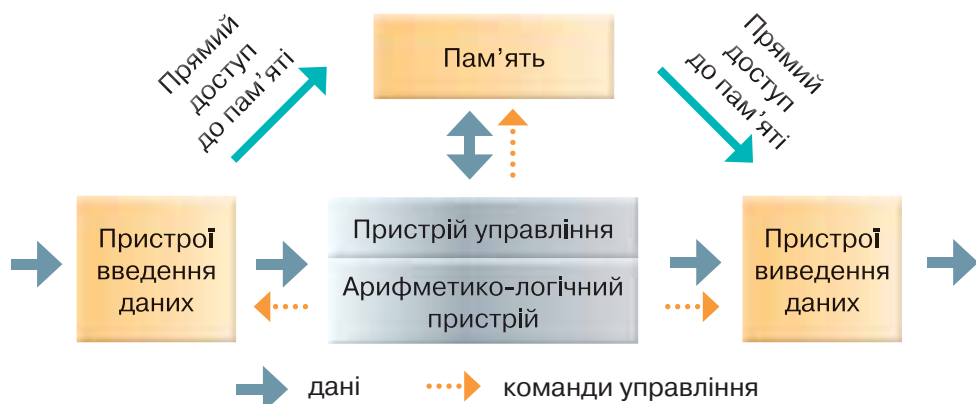 Прямий
доступ
до пам’яті
Пам’ять
Прямий
доступ
до пам’яті
Пристрої
введення
даних
Пристрій управління
Арифметико-логічний
пристрій
Пристрої
виведення
даних
дані
команди управління